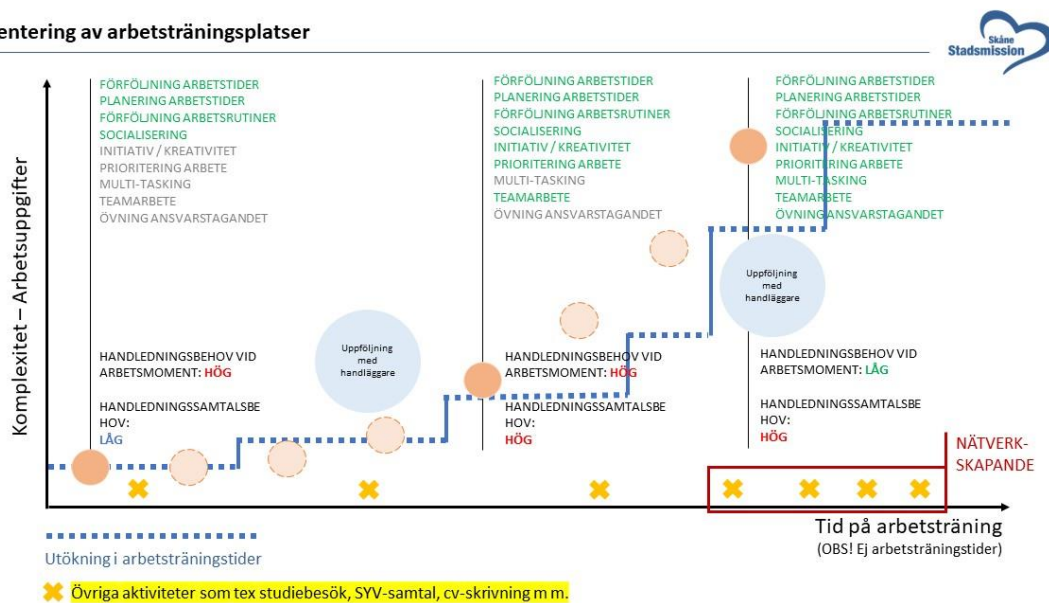 entering av arbetsträningsplatser
Skåne
Stadsmission
Komplexitet – Arbetsuppgifter
FÖRFÖLJNING ARBETSTIDER
PLANERING ARBETSTIDER
FÖRFÖLJNING ARBETSRUTINER
SOCIALISERING
INITIATIV / KREATIVITET
PRIORITERING ARBETE
MULTI-TASKING
TEAMARBETE
ÖVNING ANSVARSTAGANDET
FÖRFÖLJNING ARBETSTIDER
PLANERING ARBETSTIDER
FÖRFÖLJNING ARBETSRUTINER
SOCIALISERING
INITIATIV / KREATIVITET
PRIORITERING ARBETE
MULTI-TASKING
TEAMARBETE
ÖVNING ANSVARSTAGANDET
FÖRFÖLJNING ARBETSTIDER
PLANERING ARBETSTIDER
FÖRFÖLJNING ARBETSRUTINER
SOCIALISERING
INITIATIV / KREATIVITET
PRIORITERING ARBETE
MULTI-TASKING
TEAMARBETE
ÖVNING ANSVARSTAGANDET
Uppföljning
med
handläggare
Uppföljning
med
handläggare
HANDLEDNINGSBEHOV VID
ARBETSMOMENT: HÖG
HANDLEDNINGSSAMTALSBE
HOV:
LÅG
HANDLEDNINGSBEHOV VID
ARBETSMOMENT: HÖG
HANDLEDNINGSSAMTALSBE
HOV:
HÖG
HANDLEDNINGSBEHOV VID
ARBETSMOMENT: LÅG
HANDLEDNINGSSAMTALSBE
HOV:
HÖG
NÄTVERK-
SKAPANDE
Tid på arbetsträning
(OBS! Ej arbetsträningstider)
Utökning i arbetsträningstider
Övriga aktiviteter som tex studiebesök, SYV-samtal, cv-skrivning m m.